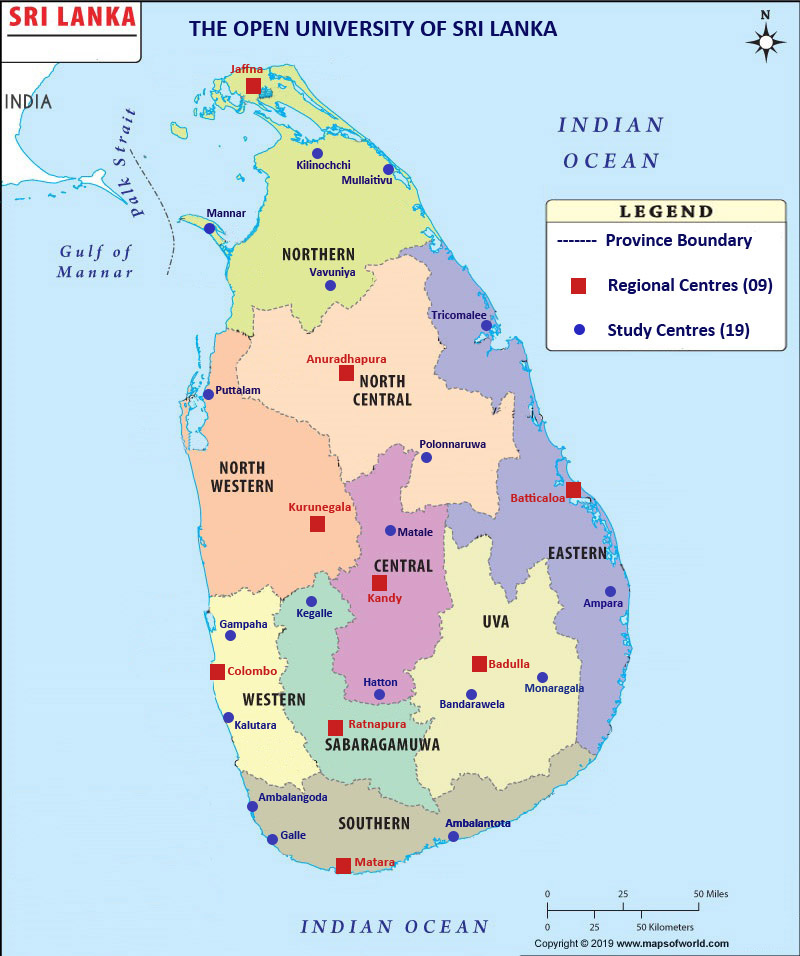 SRI LANKA
THE OPEN UNIVERSITY OF SRI LANKA
N
INDIA
Palk Strait
Gulf of
Mannar
INDIAN
OCEAN
LEGEND
Province Boundary
Regional Centres (09)
Study Centres (19)
Jaffna
Kilinochchi
Mullaitivu
Mannar
NORTHERN
Vavuniya
Tricomalee
Anuradhapura
NORTH
CENTRAL
Puttalam
Polonnaruwa
NORTH
WESTERN
Batticaloa
Kurunegala
Matale
EASTERN
CENTRAL
Kandy
Ampara
Kegalle
UVA
Gampaha
Badulla
Colombo
Hatton
Monaragala
WESTERN
Bandarawela
Kalutara
Ratnapura
SABARAGAMUWA
Ambalangoda
SOUTHERN
Ambalantota
Galle
Matara
INDIAN OCEAN
0 25 50 Miles
0 25 50 Kilometers
Copyright © 2019 www.mapsofworld.com